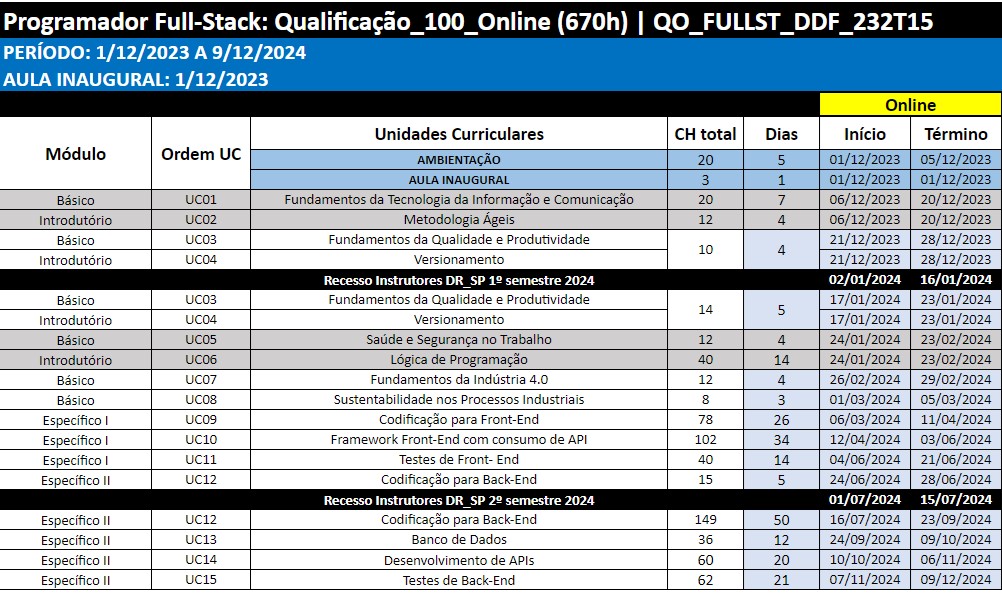 Programador Full-Stack: Qualificação_100_Online (670h) | QO_FULLST_DDF_232T15
PERÍODO: 1/12/2023 A 9/12/2024
AULA INAUGURAL: 1/12/2023
Online
Módulo Ordem UC Unidades Curriculares CH total Dias Início Término
AMBIENTAÇÃO 20 5 01/12/2023 05/12/2023
AULA INAUGURAL 3 1 01/12/2023 01/12/2023
Básico UC01 Fundamentos da Tecnologia da Informação e Comunicação 20 7 06/12/2023 20/12/2023
Introdutório UC02 Metodologia Ágeis 12 4 06/12/2023 20/12/2023
Básico UC03 Fundamentos da Qualidade e Produtividade 10 4 21/12/2023 28/12/2023
Introdutório UC04 Versionamento 21/12/2023 28/12/2023
Recesso Instrutores DR_SP 1º semestre 2024 02/01/2024 16/01/2024
Básico UC03 Fundamentos da Qualidade e Produtividade 14 5 17/01/2024 23/01/2024
Introdutório UC04 Versionamento 17/01/2024 23/01/2024
Básico UC05 Saúde e Segurança no Trabalho 12 4 24/01/2024 23/02/2024
Introdutório UC06 Lógica de Programação 40 14 24/01/2024 23/02/2024
Básico UC07 Fundamentos da Indústria 4.0 12 4 26/02/2024 29/02/2024
Básico UC08 Sustentabilidade nos Processos Industriais 8 3 01/03/2024 05/03/2024
Específico I UC09 Codificação para Front-End 78 26 06/03/2024 11/04/2024
Específico I UC10 Framework Front-End com consumo de API 102 34 12/04/2024 03/06/2024
Específico I UC11 Testes de Front- End 40 14 04/06/2024 21/06/2024
Específico II UC12 Codificação para Back-End 15 5 24/06/2024 28/06/2024
Recesso Instrutores DR_SP 2º semestre 2024 01/07/2024 15/07/2024
Específico II UC12 Codificação para Back-End 149 50 16/07/2024 23/09/2024
Específico II UC13 Banco de Dados 36 12 24/09/2024 09/10/2024
Específico II UC14 Desenvolvimento de APIs 60 20 10/10/2024 06/11/2024
Específico II UC15 Testes de Back-End 62 21 07/11/2024 09/12/2024